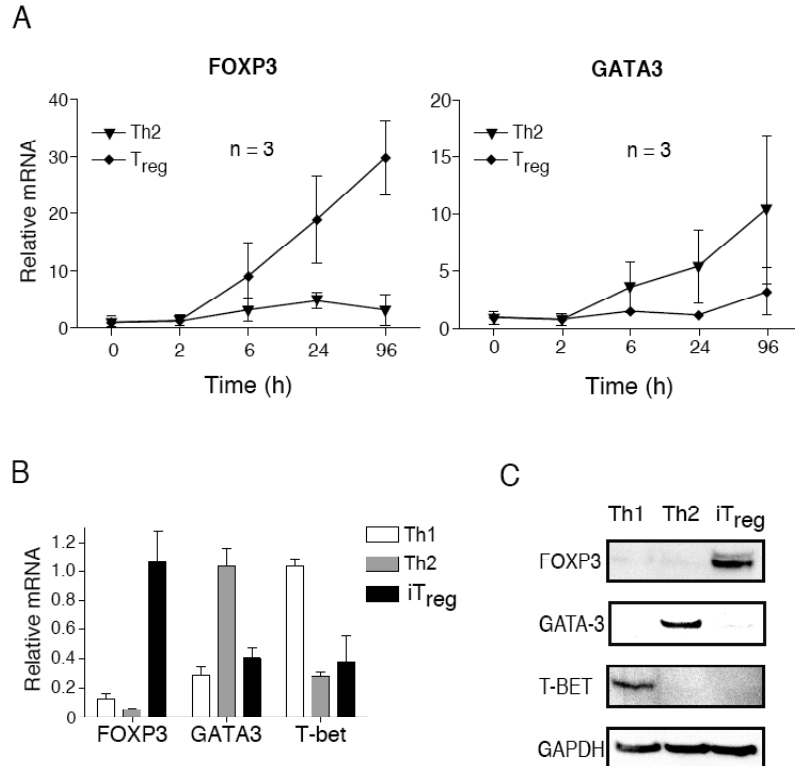 A
FOXP3
GATA3
Relative mRNA
40
30
20
10
0
Th2
Treg
n = 3
0 2 6 24 96
Time (h)
20
15
10
5
0
Th2
Treg
n = 3
0 2 6 24 96
Time (h)
B
Relative mRNA
1.2
1.0
0.8
0.6
0.4
0.2
0
FOXP3 GATA3 T-bet
Th1
Th2
iTreg
C
Th1 Th2 iTreg
FOXP3
GATA-3
T-BET
GAPDH